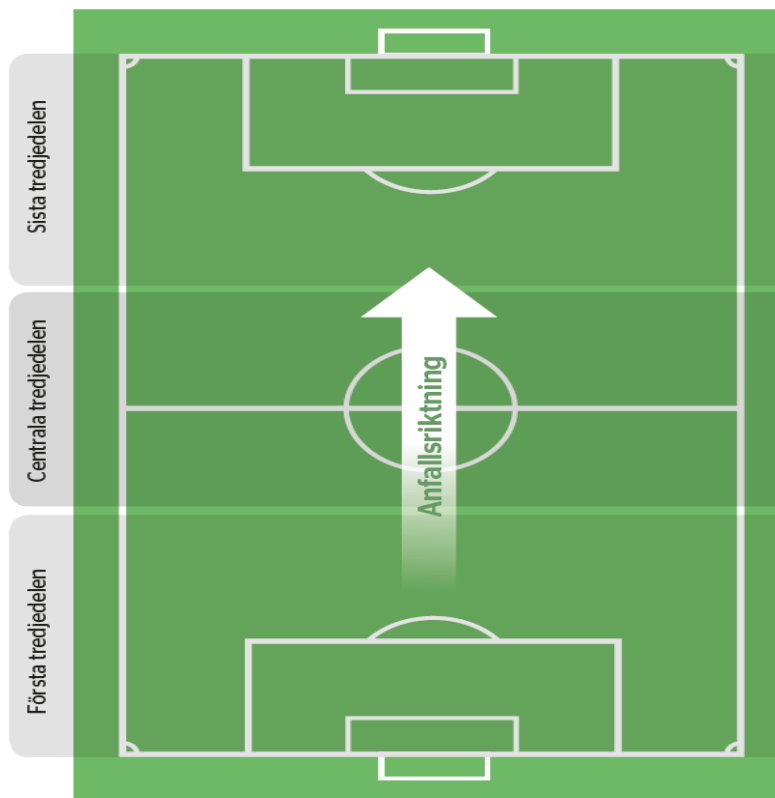 Sista tredjedelen
Centrala tredjedelen
Anfallsriktning
Första tredjedelen